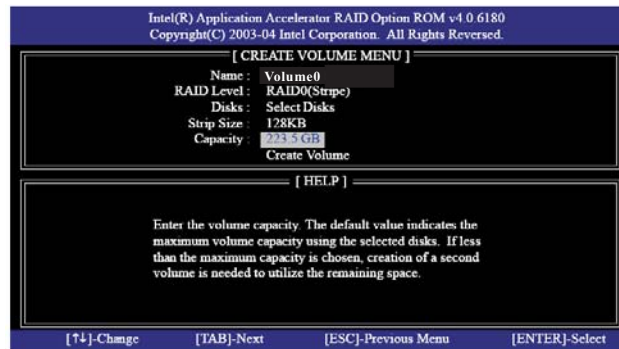 Intel(R) Application Accelerator RAID Option ROM v4.0.6180
Copyright(C) 2003-04 Intel Corporation. All Rights Reversed.
[ CREATE VOLUME MENU ]
Name : Volume0
RAID Level : RAID0(Stripe)
Disks : Select Disks
Strip Size : 128KB
Capacity : 223.5 GB
Create Volume
[ HELP ]
Enter the volume capacity. The default value indicates the
maximum volume capacity using the selected disks. If less
than the maximum capacity is chosen, creation of a second
volume is needed to utilize the remaining space.
[↑↓]-Change [TAB]-Next [ESC]-Previous Menu [ENTER]-Select